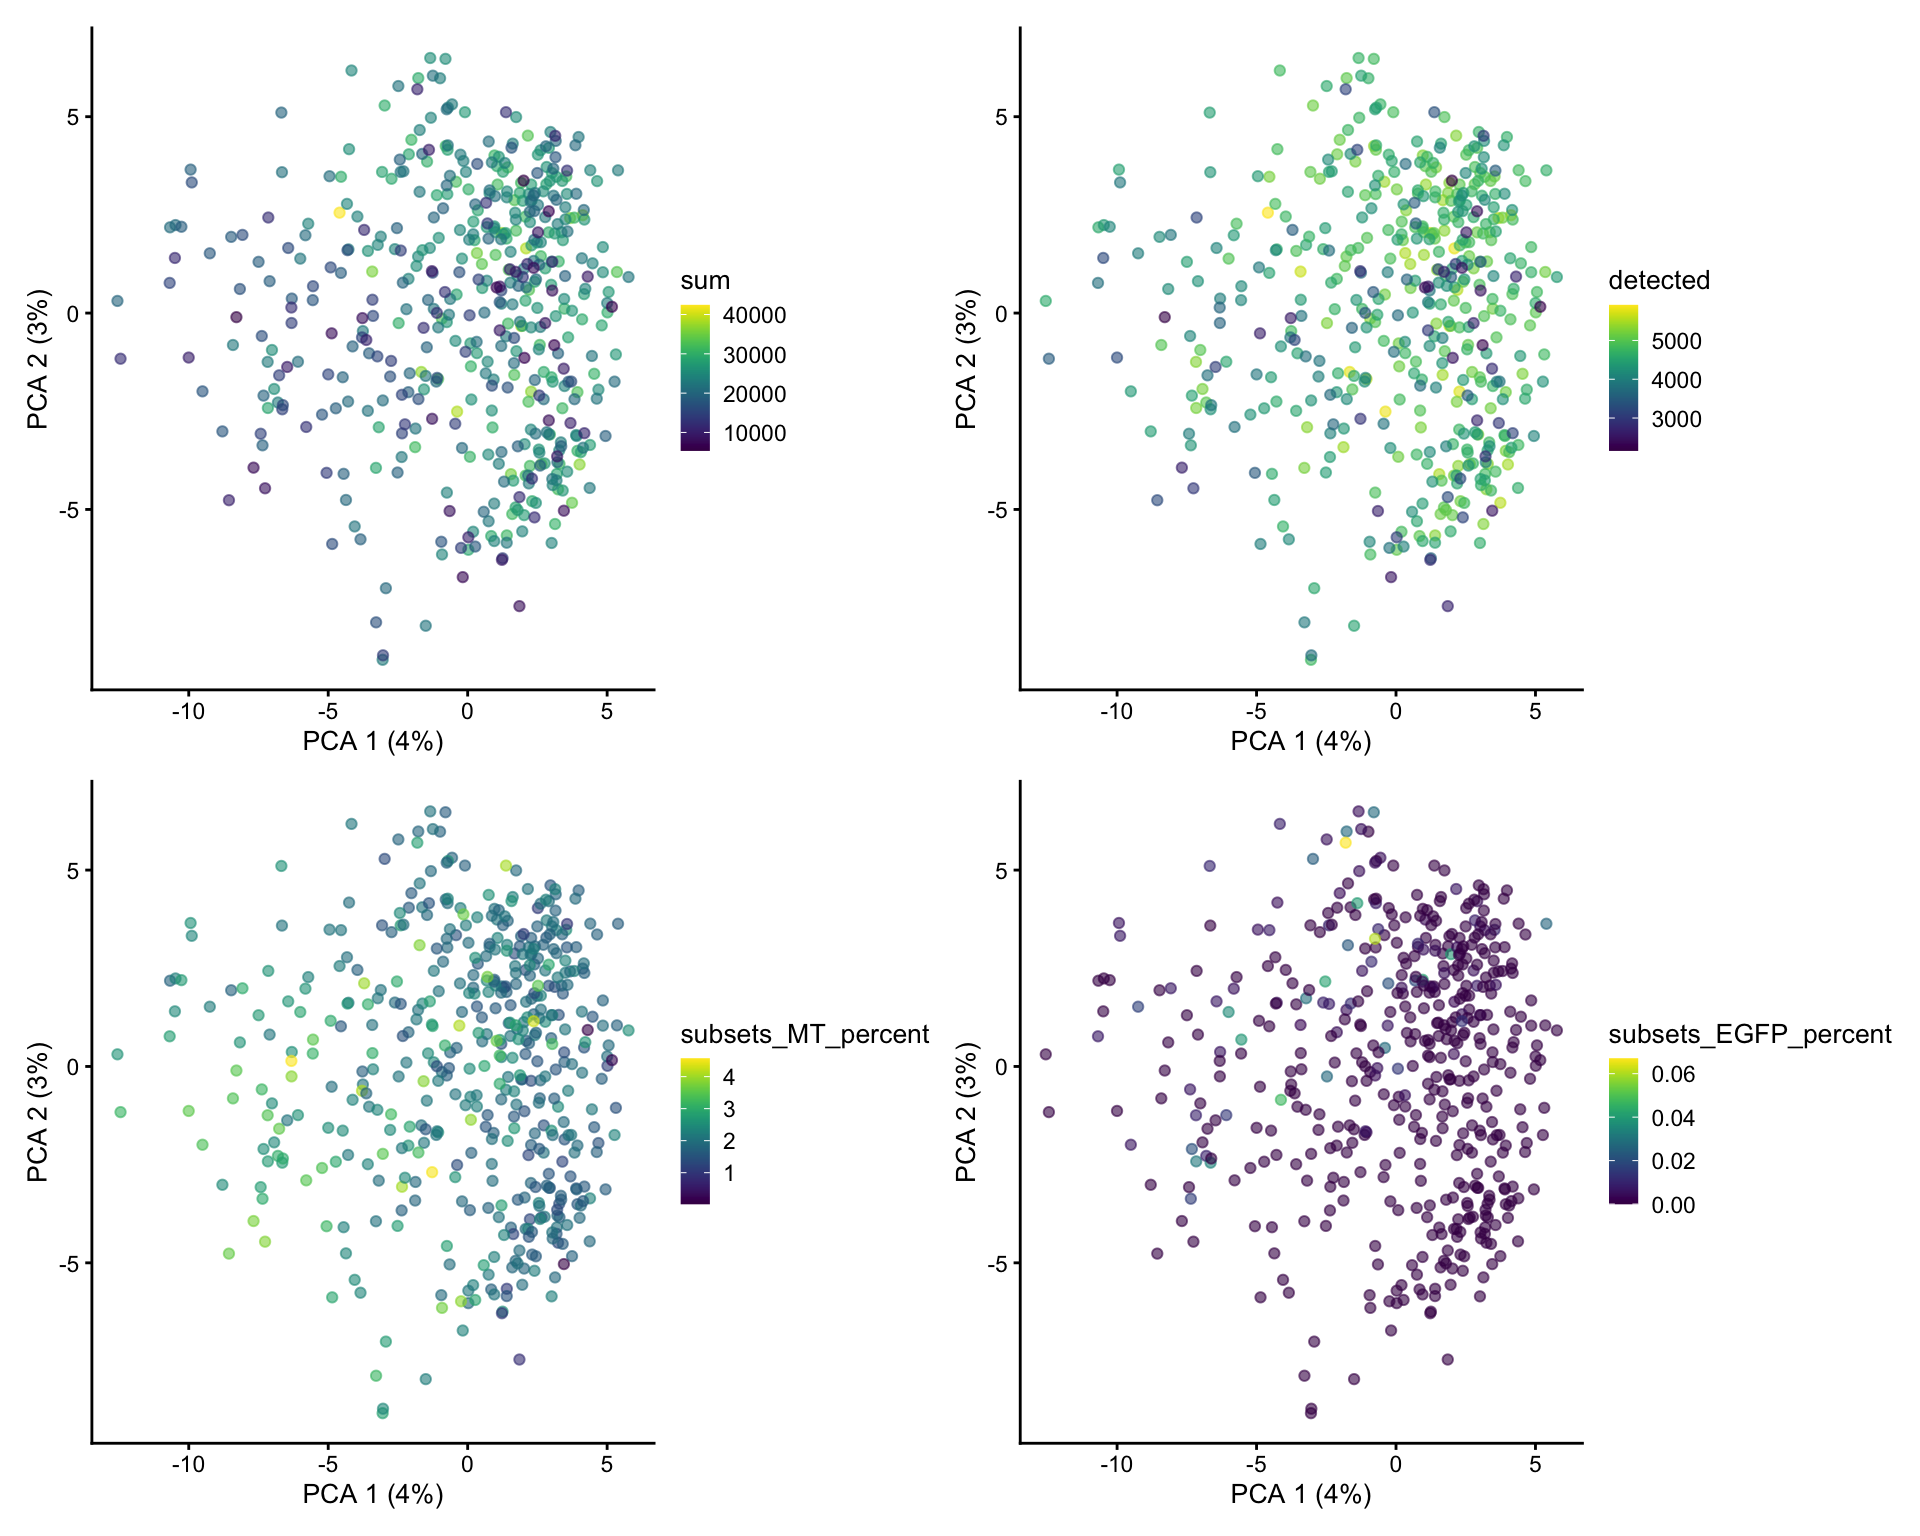 5
0
-5
PCA 2 (3%)
-10 -5 0 5
PCA 1 (4%)
sum
40000
30000
20000
10000
5
0
-5
PCA 2 (3%)
-10 -5 0 5
PCA 1 (4%)
detected
5000
4000
3000
5
0
-5
PCA 2 (3%)
-10 -5 0 5
PCA 1 (4%)
subsets_MT_percent
4
3
2
1
5
0
-5
PCA 2 (3%)
-10 -5 0 5
PCA 1 (4%)
subsets_EGFP_percent
0.06
0.04
0.02
0.00